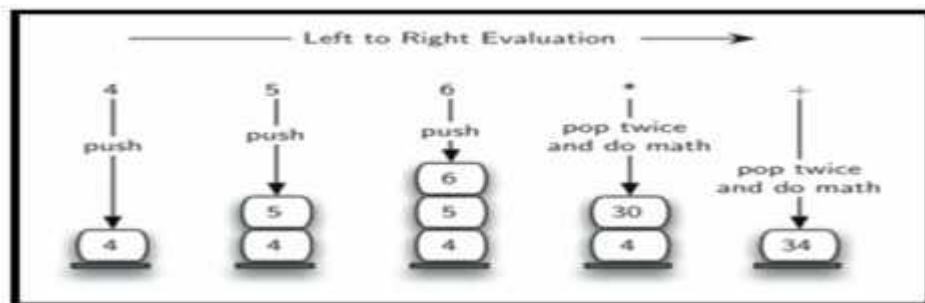 Left to Right Evaluation
4 5 6 * +
push push push pop twice
and do math
pop twice
and do math
6
5 5 30
4 4 4 4 34